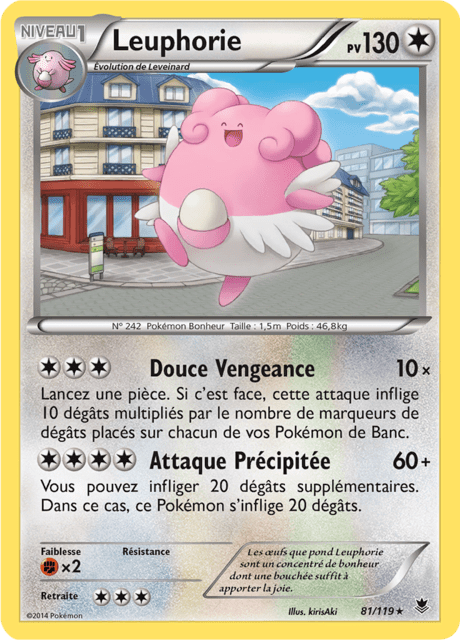 NIVEAU 1
Leuphorie
PV 130
Évolution de Leveinard
N° 242 Pokémon Bonheur Taille : 1,5m Poids : 46,8kg
Douce Vengeance 10×
Lancez une pièce. Si c'est face, cette attaque inflige
10 dégâts multipliés par le nombre de marqueurs de
dégâts placés sur chacun de vos Pokémon de Banc.
Attaque Précipitée 60+
Vous pouvez infliger 20 dégâts supplémentaires.
Dans ce cas, ce Pokémon s'inflige 20 dégâts.
Faiblesse Résistance
×2
Retraite
Les œufs que pond Leuphorie
sont un concentré de bonheur
dont une bouchée suffit à
apporter la joie.
©2014 Pokémon
Illus. kirisAki
81/119 ★